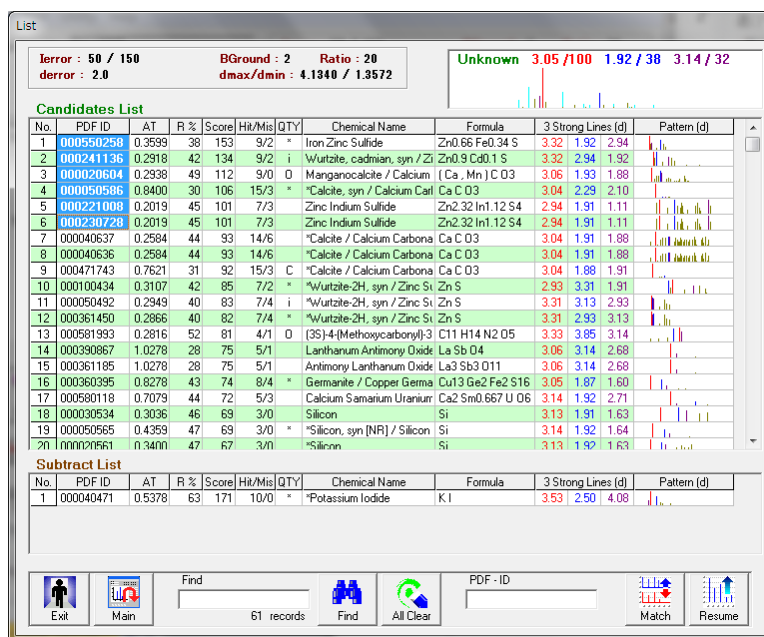 List
Ierror : 50 / 150 BGround : 2 Ratio : 20
derror : 2.0 dmax/dmin : 4.1340 / 1.3572
Unknown 3.05 /100 1.92 / 38 3.14 / 32
Candidates List
No. PDF ID AT R % Score Hit/Mis QTY Chemical Name Formula 3 Strong Lines (d) Pattern (d)
1 000550258 0.3599 38 153 9/2 * Iron Zinc Sulfide Zn0.66 Fe0.34 S 3.32 1.92 2.94
2 000241136 0.2918 42 134 9/2 i Wurtzite, cadmian, syn / Zi Zn0.9 Cd0.1 S 3.32 2.94 1.92
3 000020604 0.2938 49 112 9/0 O Manganocalcite / Calcium ( Ca , Mn ) C O3 3.06 1.93 1.88
4 000050586 0.8400 30 106 15/3 * *Calcite, syn / Calcium Carl Ca C O3 3.04 2.29 2.10
5 000221008 0.2019 45 101 7/3 Zinc Indium Sulfide Zn2.32 In1.12 S4 2.94 1.91 1.11
6 000230728 0.2019 45 101 7/3 Zinc Indium Sulfide Zn2.32 In1.12 S4 2.94 1.91 1.11
7 000040637 0.2584 44 93 14/6 *Calcite / Calcium Carbona Ca C O3 3.04 1.91 1.88
8 000040636 0.2584 44 93 14/6 *Calcite / Calcium Carbona Ca C O3 3.04 1.91 1.88
9 000471743 0.7621 31 92 15/3 C *Calcite / Calcium Carbona Ca C O3 3.04 1.88 1.91
10 000100434 0.3107 42 85 7/2 * *Wurtzite-2H, syn / Zinc Su Zn S 2.93 3.31 1.91
11 000050492 0.2949 40 83 7/4 i *Wurtzite-2H, syn / Zinc Su Zn S 3.31 3.13 2.93
12 000361450 0.2866 40 82 7/4 * *Wurtzite-2H, syn / Zinc Su Zn S 3.31 2.93 3.13
13 000581993 0.2816 52 81 4/1 O (3S)-4-(Methoxycarbonyl)-3 C11 H14 N2 O5 3.33 3.85 3.14
14 000390867 1.0278 28 75 5/1 Lanthanum Antimony Oxide La Sb O4 3.06 3.14 2.68
15 000361185 1.0278 28 75 5/1 Antimony Lanthanum Oxide La3 Sb3 O11 3.06 3.14 2.68
16 000360395 0.8278 43 74 8/4 * Germanite / Copper Germa Cu13 Ge2 Fe2 S16 3.05 1.87 1.60
17 000580118 0.7079 44 72 5/3 Calcium Samarium Uranium Ca2 Sm0.667 U O6 3.14 1.92 2.71
18 000030534 0.3036 46 69 3/0 Silicon Si 3.13 1.91 1.63
19 000050565 0.4359 47 69 3/0 * *Silicon, syn [NR] / Silicon Si 3.14 1.92 1.64
20 000020561 0.3400 47 67 3/0 *Silicon Si 3.13 1.92 1.63
Subtract List
No. PDF ID AT R % Score Hit/Mis QTY Chemical Name Formula 3 Strong Lines (d) Pattern (d)
1 000040471 0.5378 63 171 10/0 * *Potassium Iodide K I 3.53 2.50 4.08
Find PDF - ID
Exit Main 61 records Find All Clear Match Resume